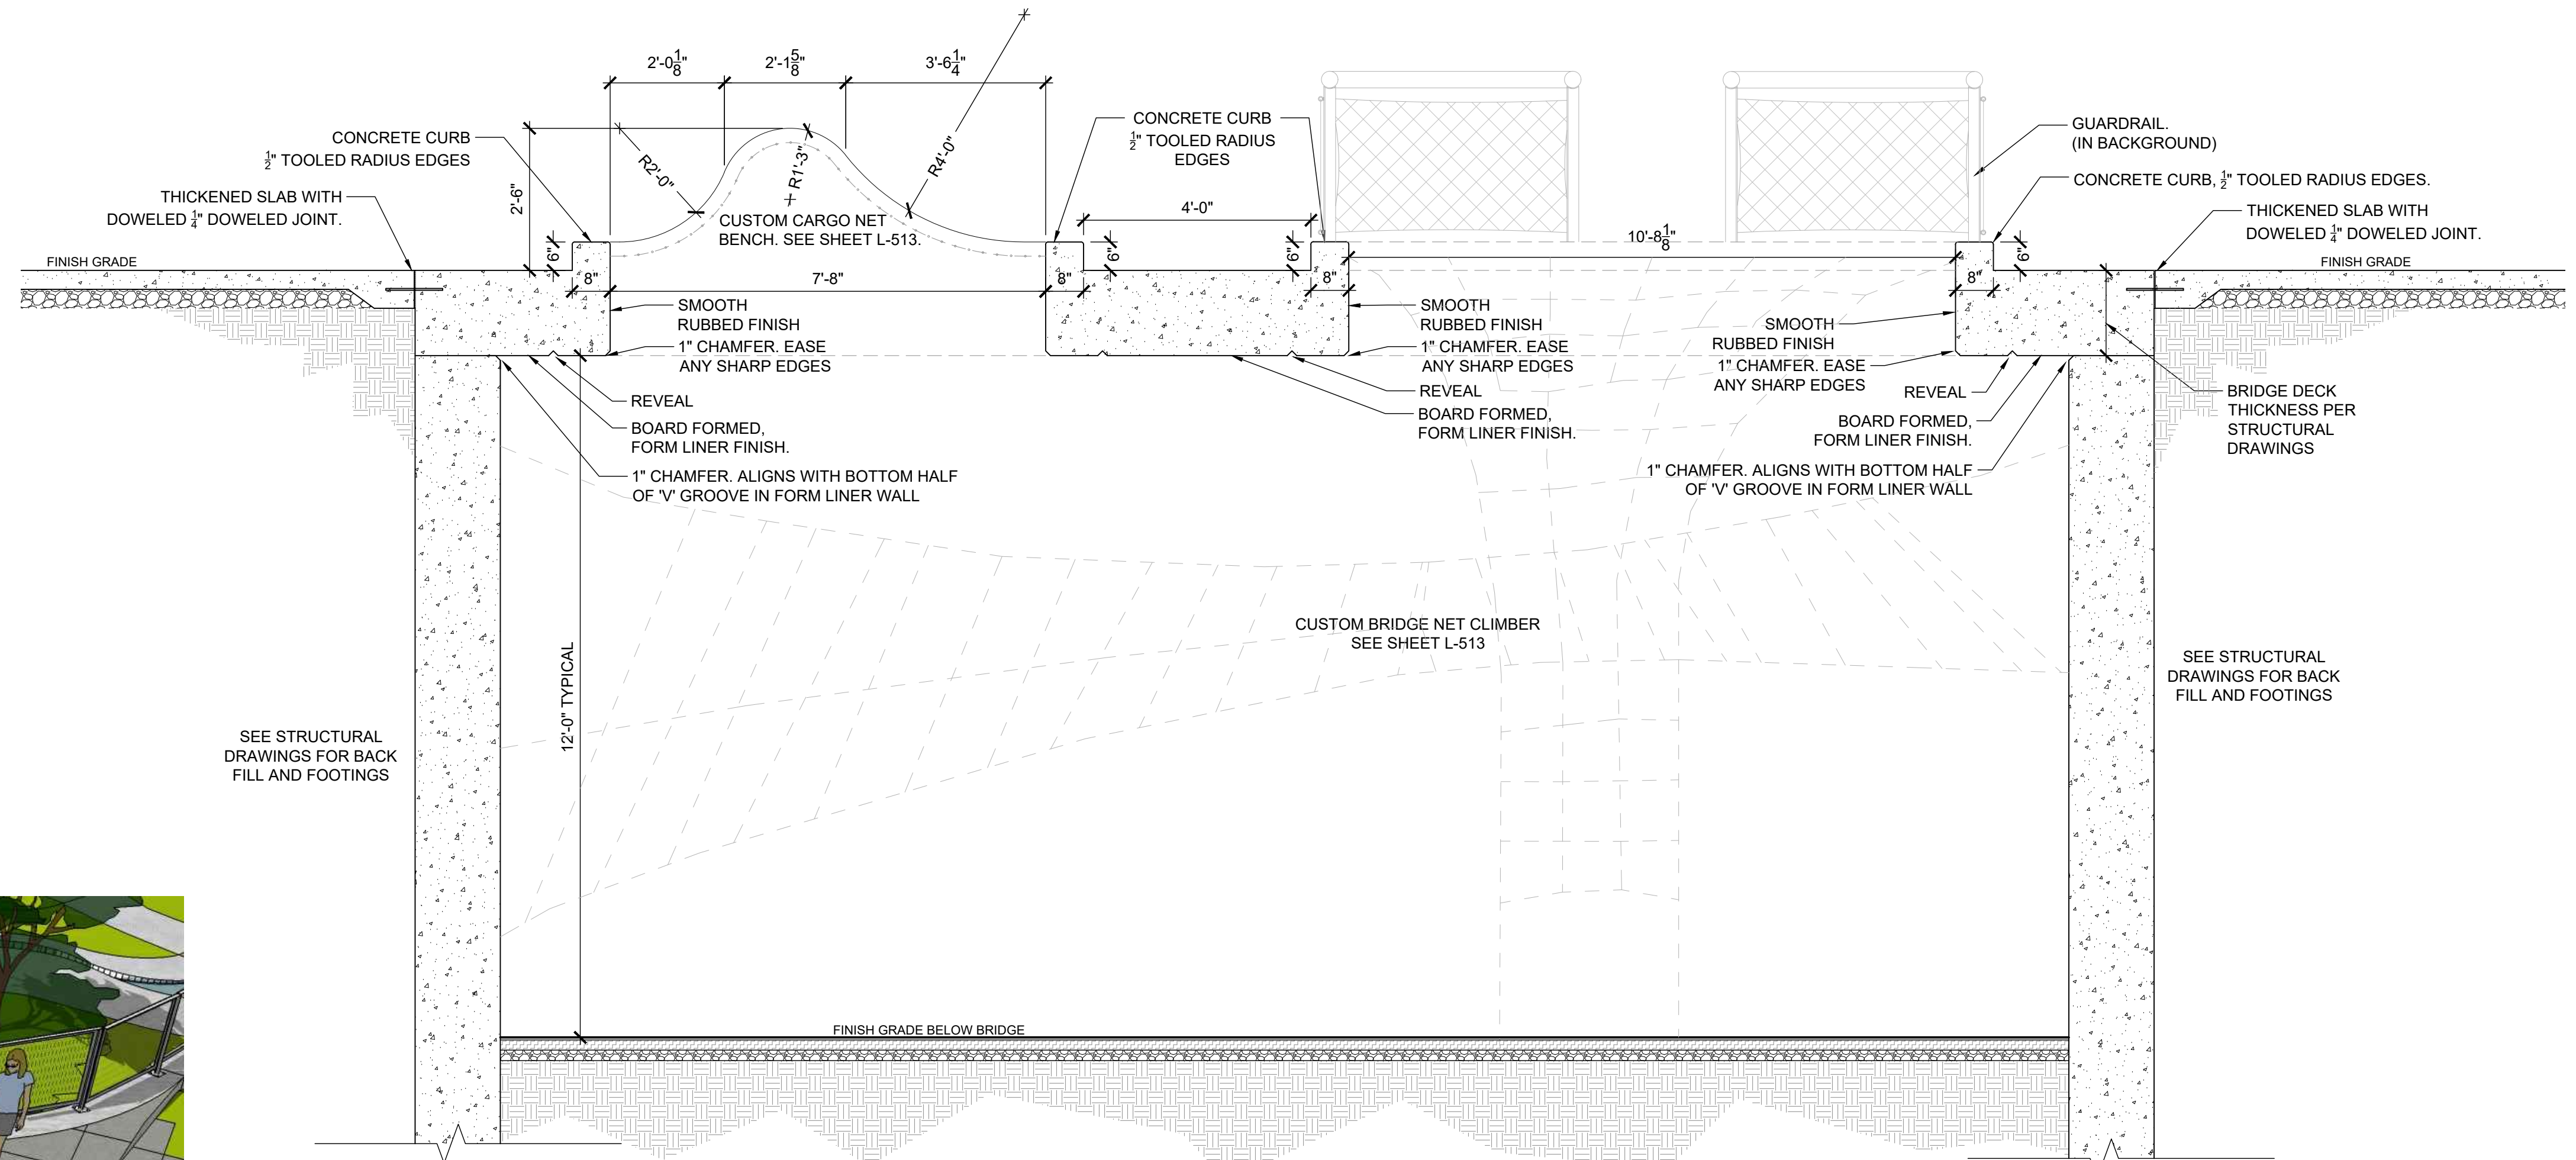 2'-0 1/8"
2'-1 5/8"
3'-6 1/4"
CONCRETE CURB
1/2" TOOLED RADIUS EDGES
THICKENED SLAB WITH
DOWELED 1/4" DOWELED JOINT.
2'-6"
R2'-0"
R1'-3"
R4'-0"
CUSTOM CARGO NET
BENCH. SEE SHEET L-513.
CONCRETE CURB
1/2" TOOLED RADIUS
EDGES
4'-0"
10'-8 1/8"
GUARDRAIL.
(IN BACKGROUND)
CONCRETE CURB, 1/2" TOOLED RADIUS EDGES.
THICKENED SLAB WITH
DOWELED 1/4" DOWELED JOINT.
FINISH GRADE
6"
6"
6"
6"
FINISH GRADE
8"
7'-8"
8"
8"
8"
SMOOTH
RUBBED FINISH
1" CHAMFER. EASE
ANY SHARP EDGES
REVEAL
BOARD FORMED,
FORM LINER FINISH.
1" CHAMFER. ALIGNS WITH BOTTOM HALF
OF 'V' GROOVE IN FORM LINER WALL
SMOOTH
RUBBED FINISH
1" CHAMFER. EASE
ANY SHARP EDGES
REVEAL
BOARD FORMED,
FORM LINER FINISH.
SMOOTH
RUBBED FINISH
1" CHAMFER. EASE
ANY SHARP EDGES
REVEAL
BOARD FORMED,
FORM LINER FINISH.
1" CHAMFER. ALIGNS WITH BOTTOM HALF
OF 'V' GROOVE IN FORM LINER WALL
BRIDGE DECK
THICKNESS PER
STRUCTURAL
DRAWINGS
12'-0" TYPICAL
CUSTOM BRIDGE NET CLIMBER
SEE SHEET L-513
SEE STRUCTURAL
DRAWINGS FOR BACK
FILL AND FOOTINGS
SEE STRUCTURAL
DRAWINGS FOR BACK
FILL AND FOOTINGS
FINISH GRADE BELOW BRIDGE